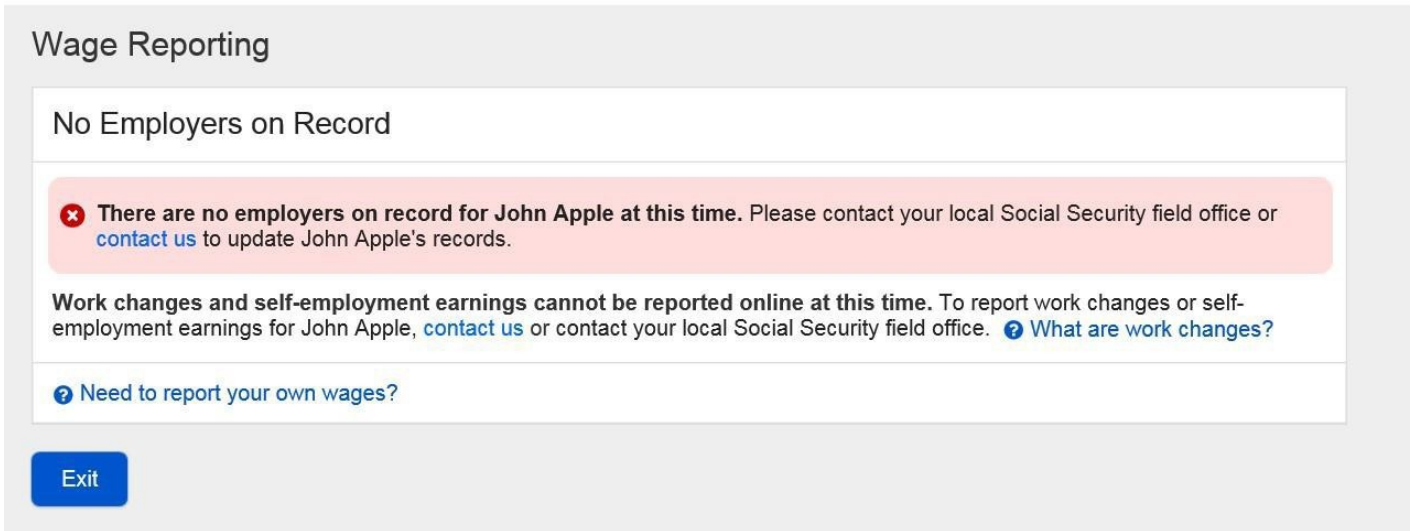 Wage Reporting
No Employers on Record
There are no employers on record for John Apple at this time. Please contact your local Social Security field office or
contact us to update John Apple's records.
Work changes and self-employment earnings cannot be reported online at this time. To report work changes or self-
employment earnings for John Apple, contact us or contact your local Social Security field office. What are work changes?
Need to report your own wages?
Exit